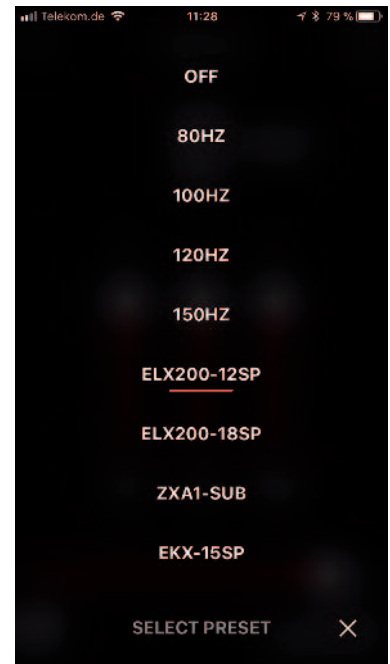 Telekom.de 11:28 79 %
OFF
80HZ
100HZ
120HZ
150HZ
ELX200-12SP
ELX200-18SP
ZXA1-SUB
EKX-15SP
SELECT PRESET